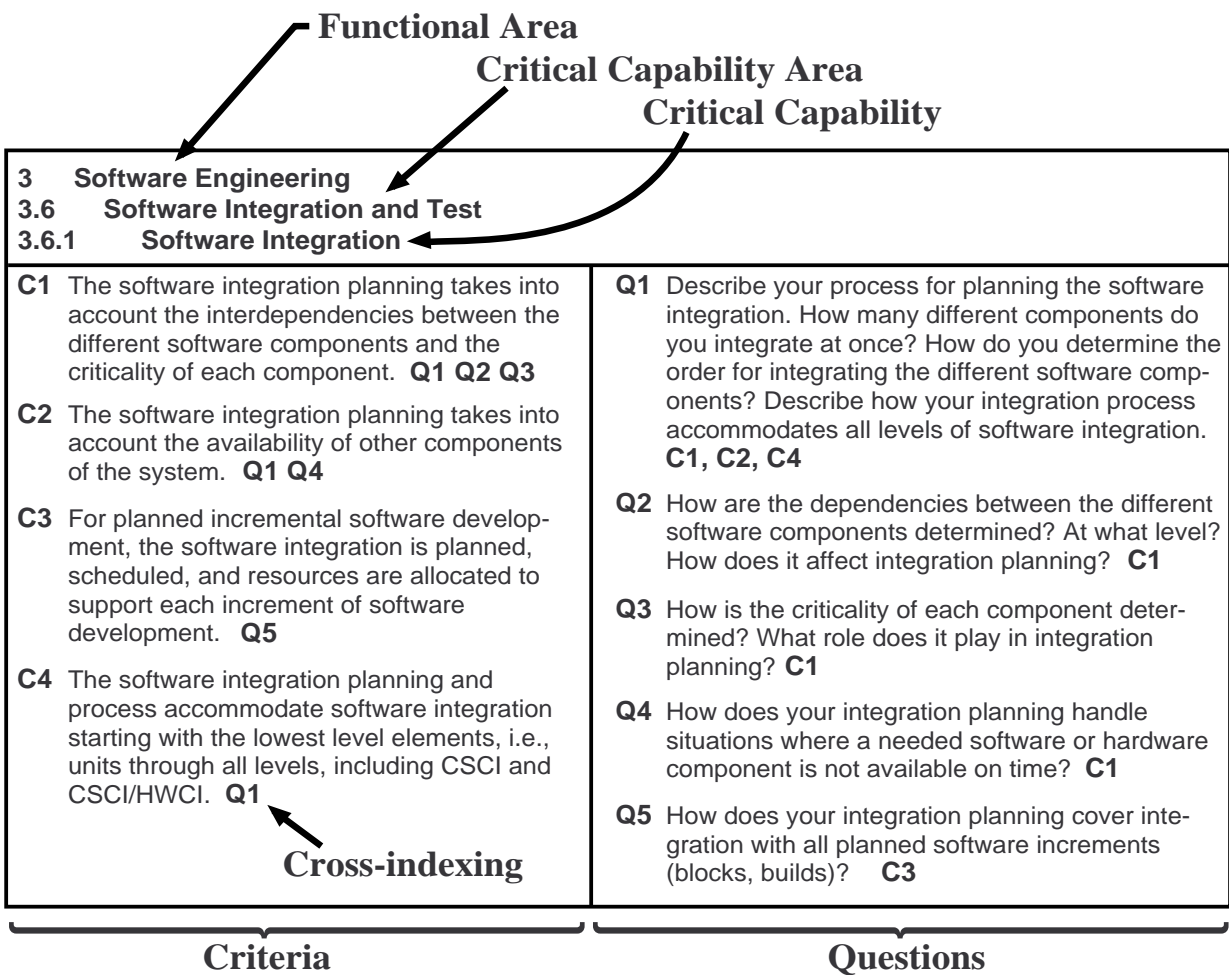 Functional Area
Critical Capability Area
Critical Capability
3 Software Engineering
3.6 Software Integration and Test
3.6.1 Software Integration
C1 The software integration planning takes into
account the interdependencies between the
different software components and the
criticality of each component. Q1 Q2 Q3
C2 The software integration planning takes into
account the availability of other components
of the system. Q1 Q4
C3 For planned incremental software develop-
ment, the software integration is planned,
scheduled, and resources are allocated to
support each increment of software
development. Q5
C4 The software integration planning and
process accommodate software integration
starting with the lowest level elements, i.e.,
units through all levels, including CSCI and
CSCI/HWCI. Q1
Cross-indexing
Q1 Describe your process for planning the software
integration. How many different components do
you integrate at once? How do you determine the
order for integrating the different software comp-
onents? Describe how your integration process
accommodates all levels of software integration.
C1, C2, C4
Q2 How are the dependencies between the different
software components determined? At what level?
How does it affect integration planning? C1
Q3 How is the criticality of each component deter-
mined? What role does it play in integration
planning? C1
Q4 How does your integration planning handle
situations where a needed software or hardware
component is not available on time? C1
Q5 How does your integration planning cover inte-
gration with all planned software increments
(blocks, builds)? C3
Criteria
Questions